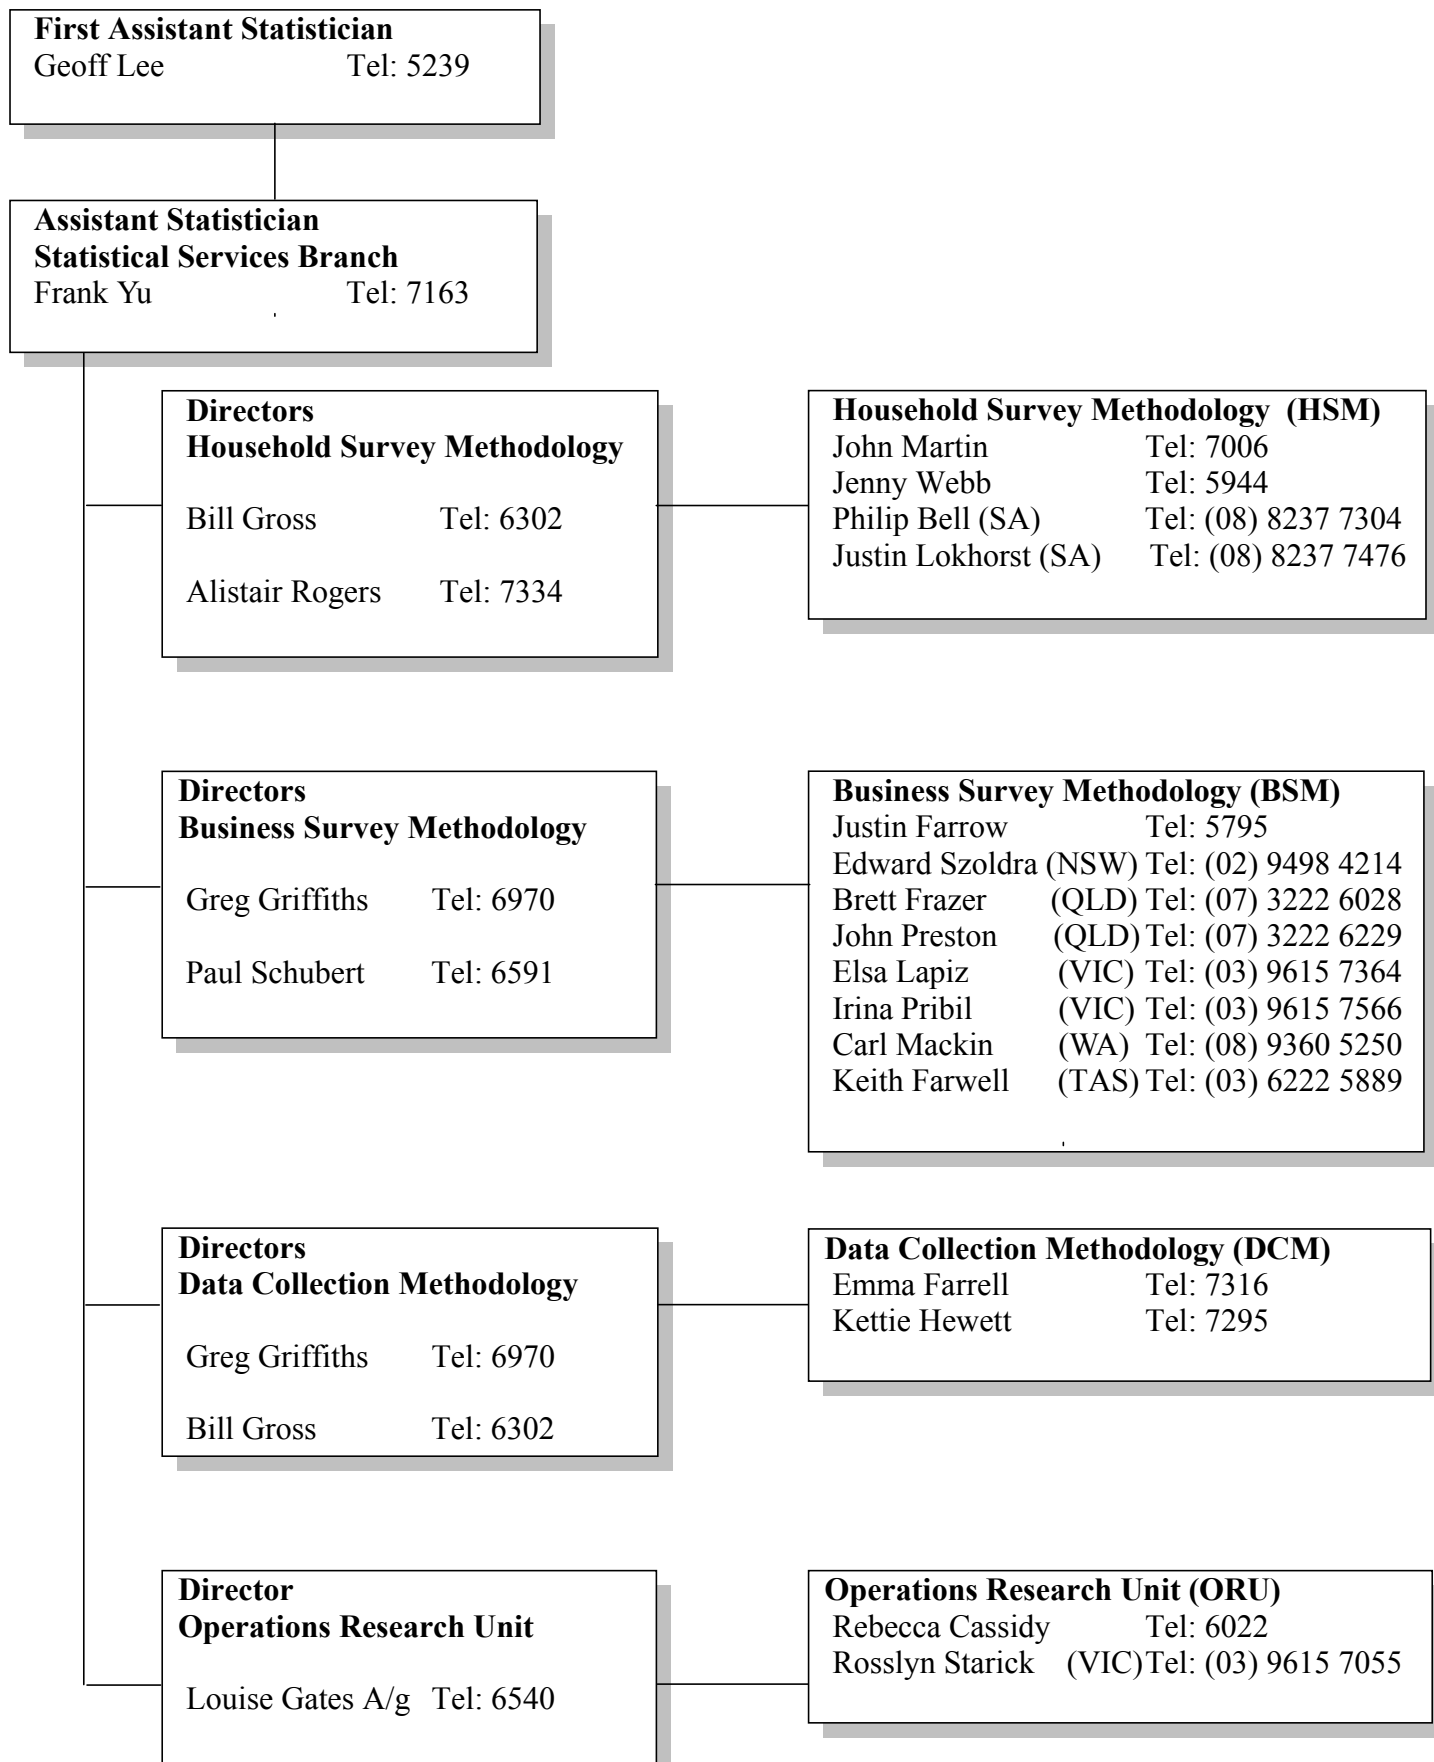 First Assistant Statistician
Geoff Lee Tel: 5239
Assistant Statistician
Statistical Services Branch
Frank Yu Tel: 7163
Directors
Household Survey Methodology
Bill Gross Tel: 6302
Alistair Rogers Tel: 7334
Household Survey Methodology (HSM)
John Martin Tel: 7006
Jenny Webb Tel: 5944
Philip Bell (SA) Tel: (08) 8237 7304
Justin Lokhorst (SA) Tel: (08) 8237 7476
Directors
Business Survey Methodology
Greg Griffiths Tel: 6970
Paul Schubert Tel: 6591
Business Survey Methodology (BSM)
Justin Farrow Tel: 5795
Edward Szoldra (NSW) Tel: (02) 9498 4214
Brett Frazer (QLD) Tel: (07) 3222 6028
John Preston (QLD) Tel: (07) 3222 6229
Elsa Lapiz (VIC) Tel: (03) 9615 7364
Irina Pribil (VIC) Tel: (03) 9615 7566
Carl Mackin (WA) Tel: (08) 9360 5250
Keith Farwell (TAS) Tel: (03) 6222 5889
Directors
Data Collection Methodology
Greg Griffiths Tel: 6970
Bill Gross Tel: 6302
Data Collection Methodology (DCM)
Emma Farrell Tel: 7316
Kettie Hewett Tel: 7295
Director
Operations Research Unit
Louise Gates A/g Tel: 6540
Operations Research Unit (ORU)
Rebecca Cassidy Tel: 6022
Rosslyn Starick (VIC) Tel: (03) 9615 7055